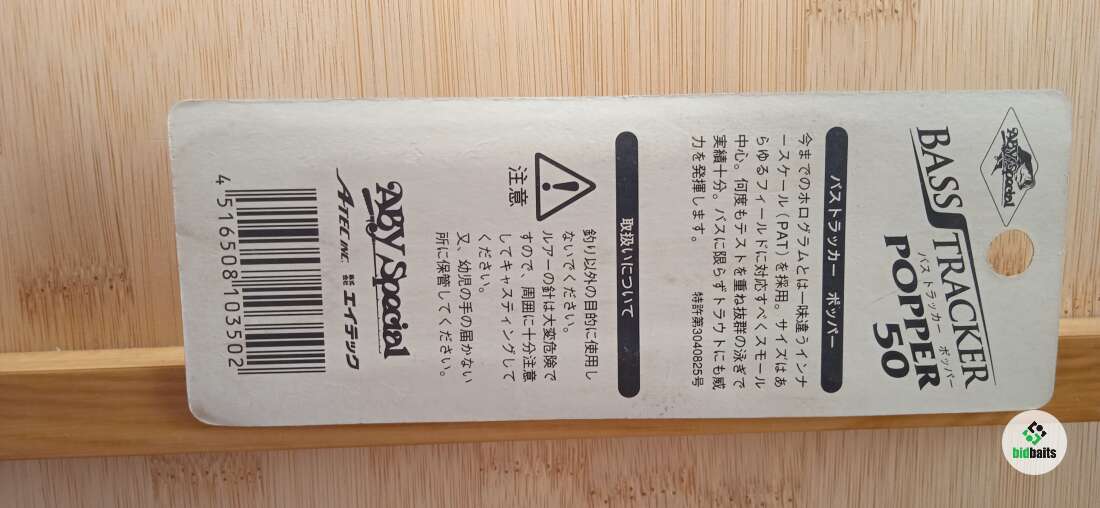 Aby Special
BASS TRACKER
バス トラッカー ポッパー
POPPER
50
バストラッカー ポッパー
今までのホログラムとは一味違うインナ
ースケール(PAT)を採用。サイズはあ
らゆるフィールドに対応すべくスモール
中心。何度もテストを重ね抜群の泳ぎで
実績十分。バスに限らずトラウトにも威
力を発揮します。 特許第3040825号
取扱いについて
注意
釣り以外の目的に使用し
ないでください。
ルアーの針は大変危険で
すので、周囲に十分注意
してキャスティングして
ください。
又、幼児の手の届かない
所に保管してください。
Aby Special
ATEC INC. 株式会社 エイテック
4 516508 103502
bidbaits